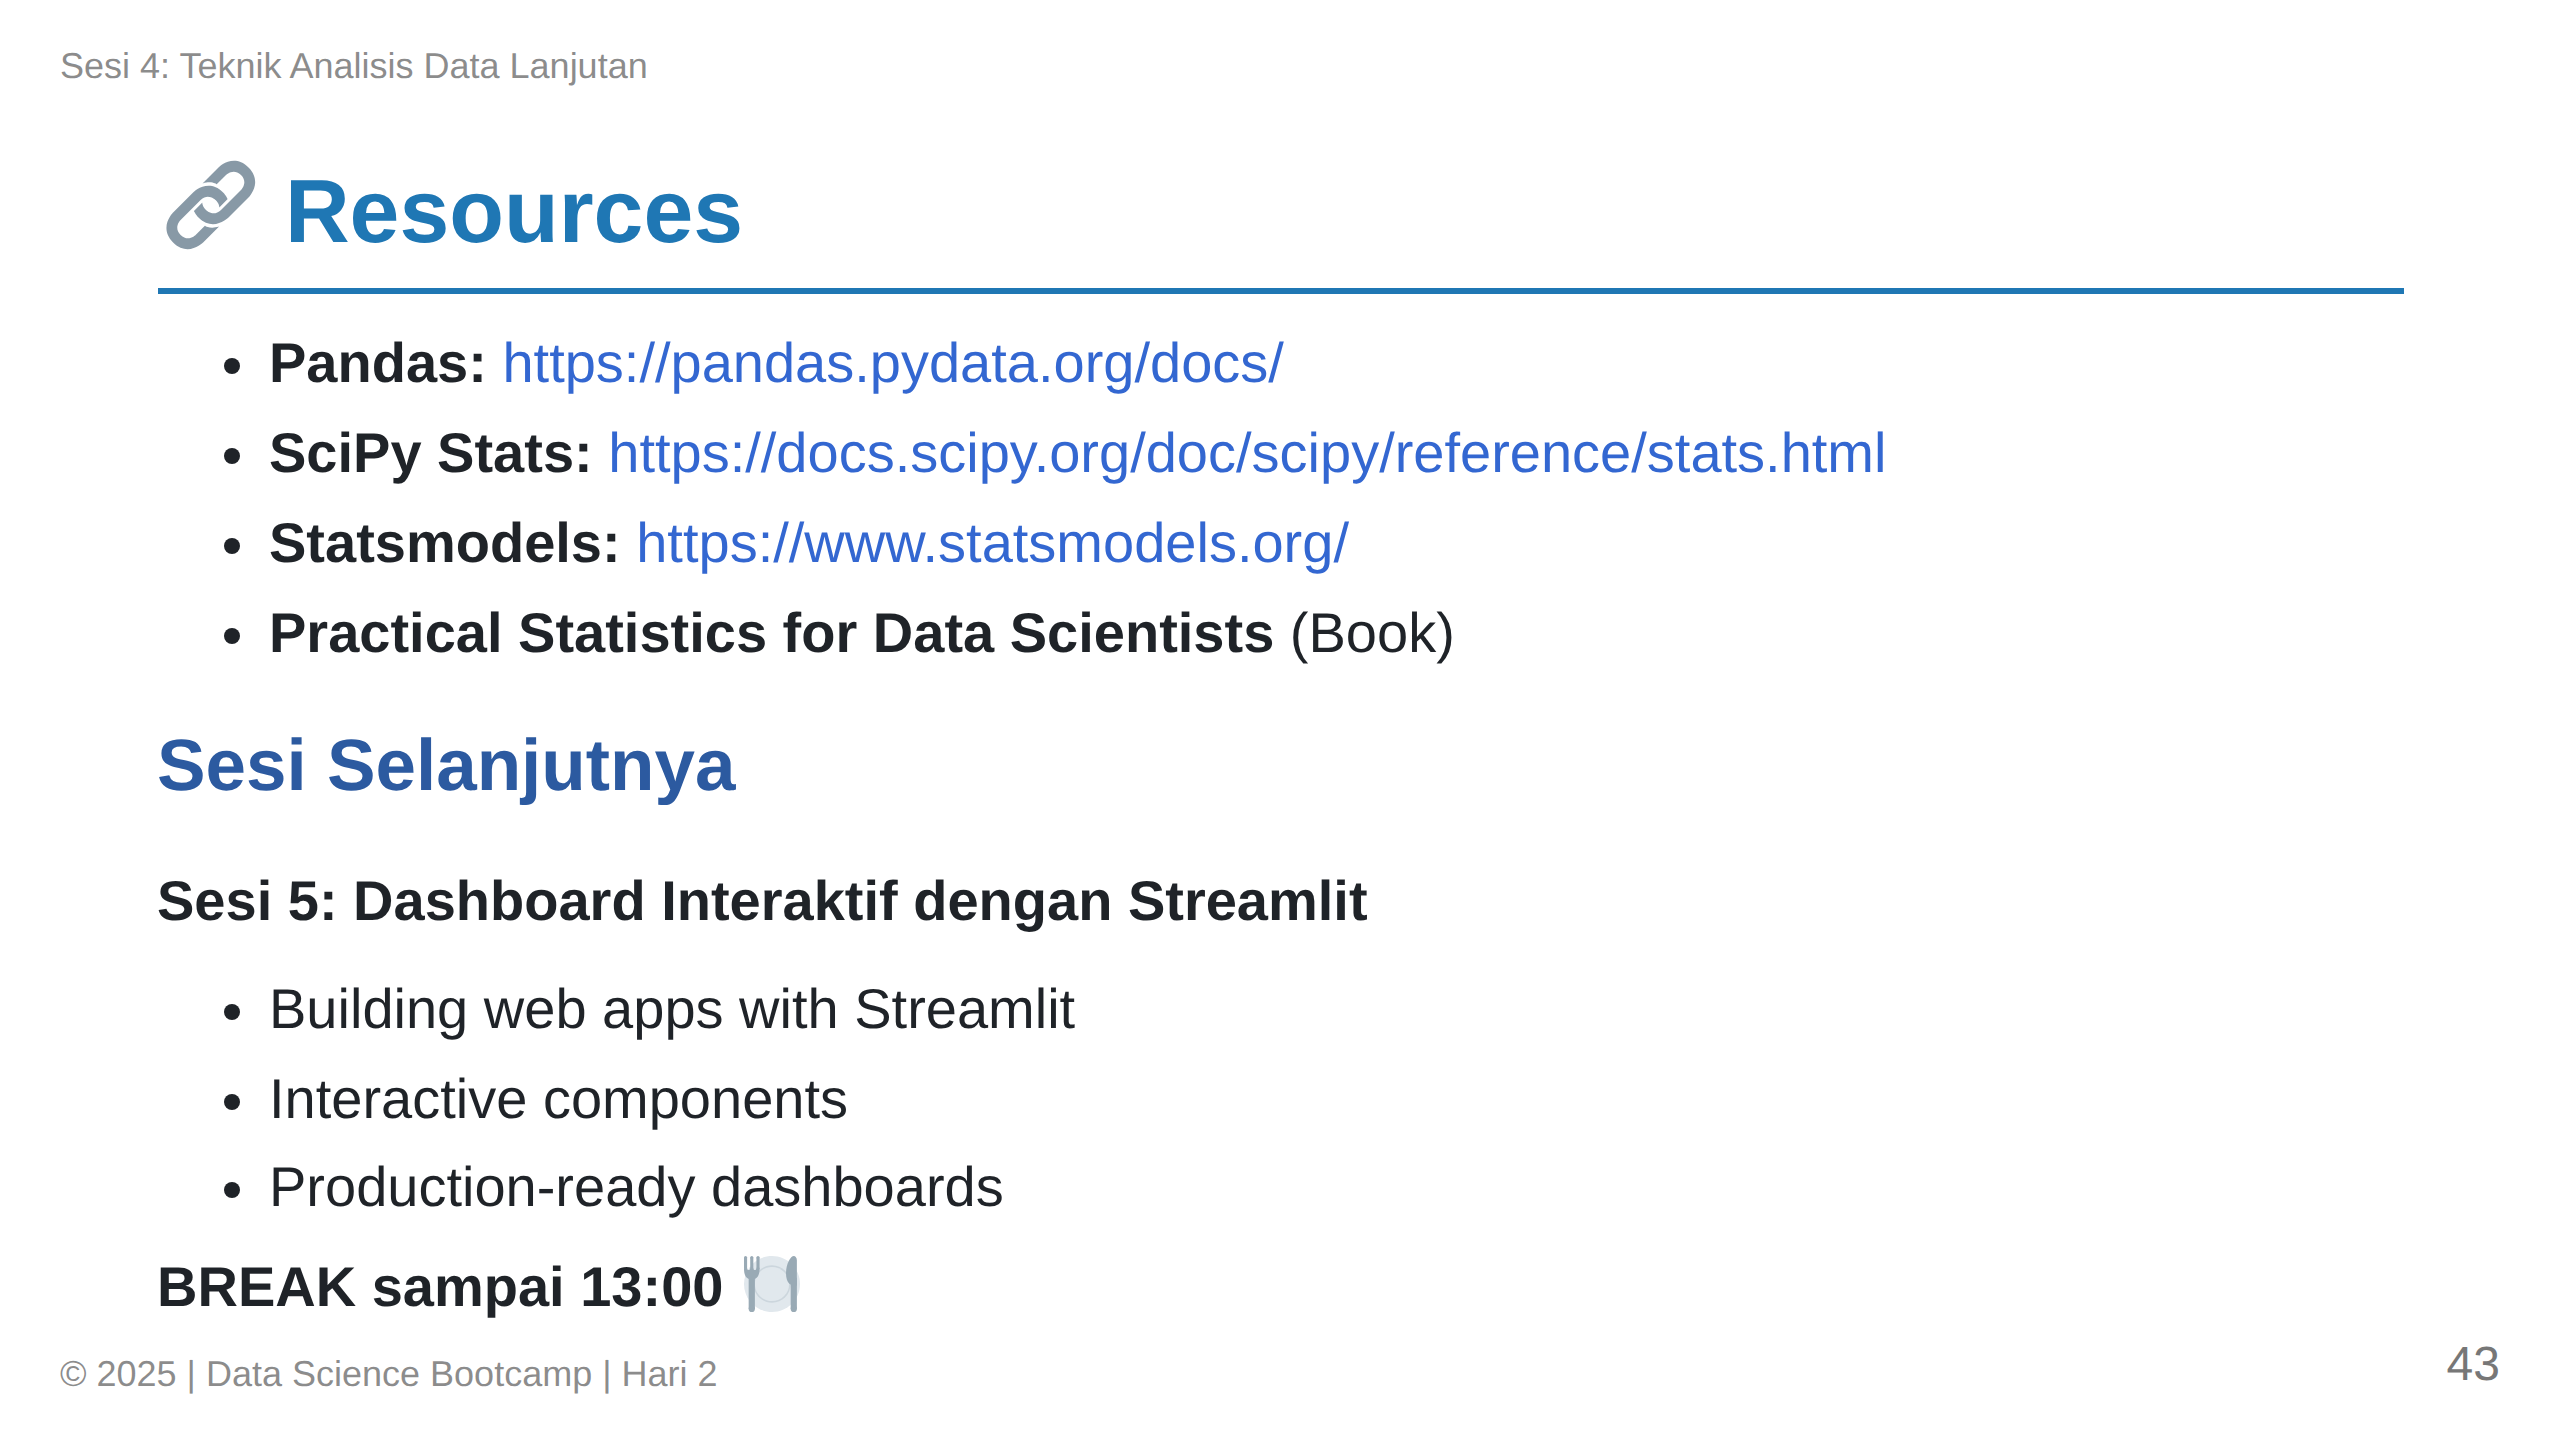 Sesi 4: Teknik Analisis Data Lanjutan
Resources
• Pandas: https://pandas.pydata.org/docs/
• SciPy Stats: https://docs.scipy.org/doc/scipy/reference/stats.html
• Statsmodels: https://www.statsmodels.org/
• Practical Statistics for Data Scientists (Book)
Sesi Selanjutnya
Sesi 5: Dashboard Interaktif dengan Streamlit
• Building web apps with Streamlit
• Interactive components
• Production-ready dashboards
BREAK sampai 13:00
© 2025 | Data Science Bootcamp | Hari 2
43